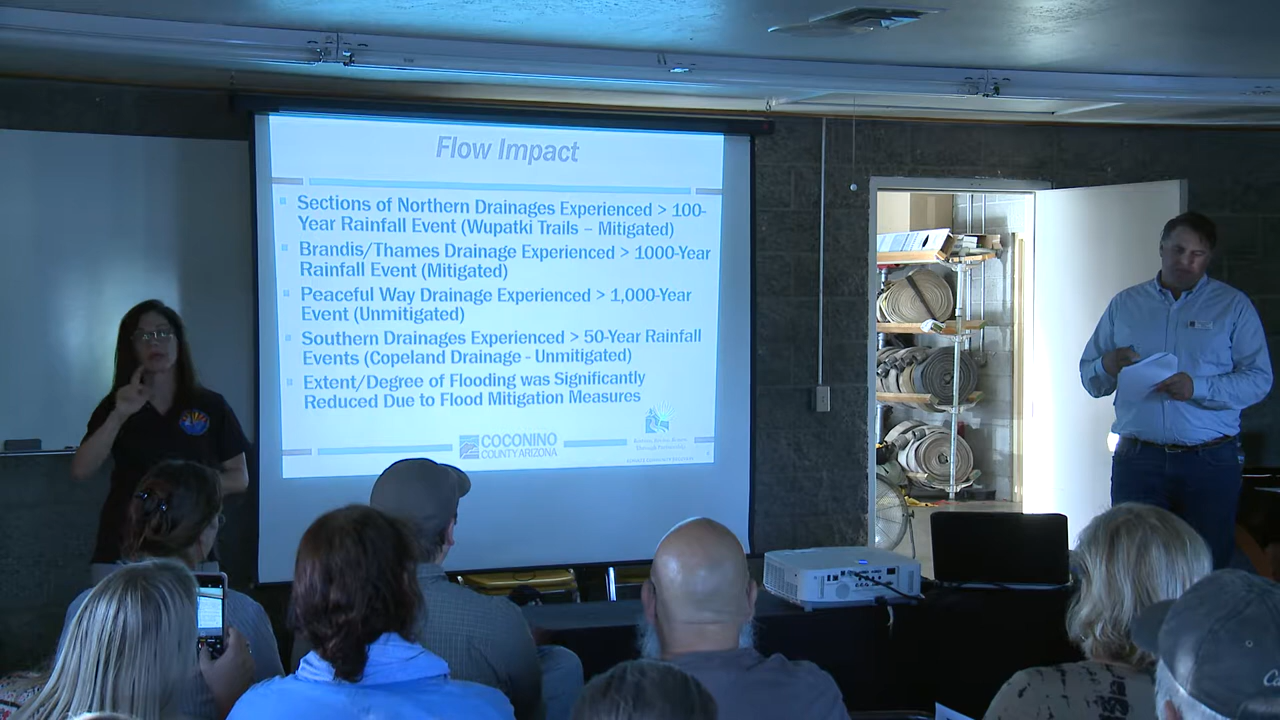 Flow Impact
Sections of Northern Drainages Experienced > 100-
Year Rainfall Event (Wupatki Trails – Mitigated)
Brandis/Thames Drainage Experienced > 1000-Year
Rainfall Event (Mitigated)
Peaceful Way Drainage Experienced > 1,000-Year
Event (Unmitigated)
Southern Drainages Experienced > 50-Year Rainfall
Events (Copeland Drainage - Unmitigated)
Extent/Degree of Flooding was Significantly
Reduced Due to Flood Mitigation Measures
COCONINO
COUNTY ARIZONA